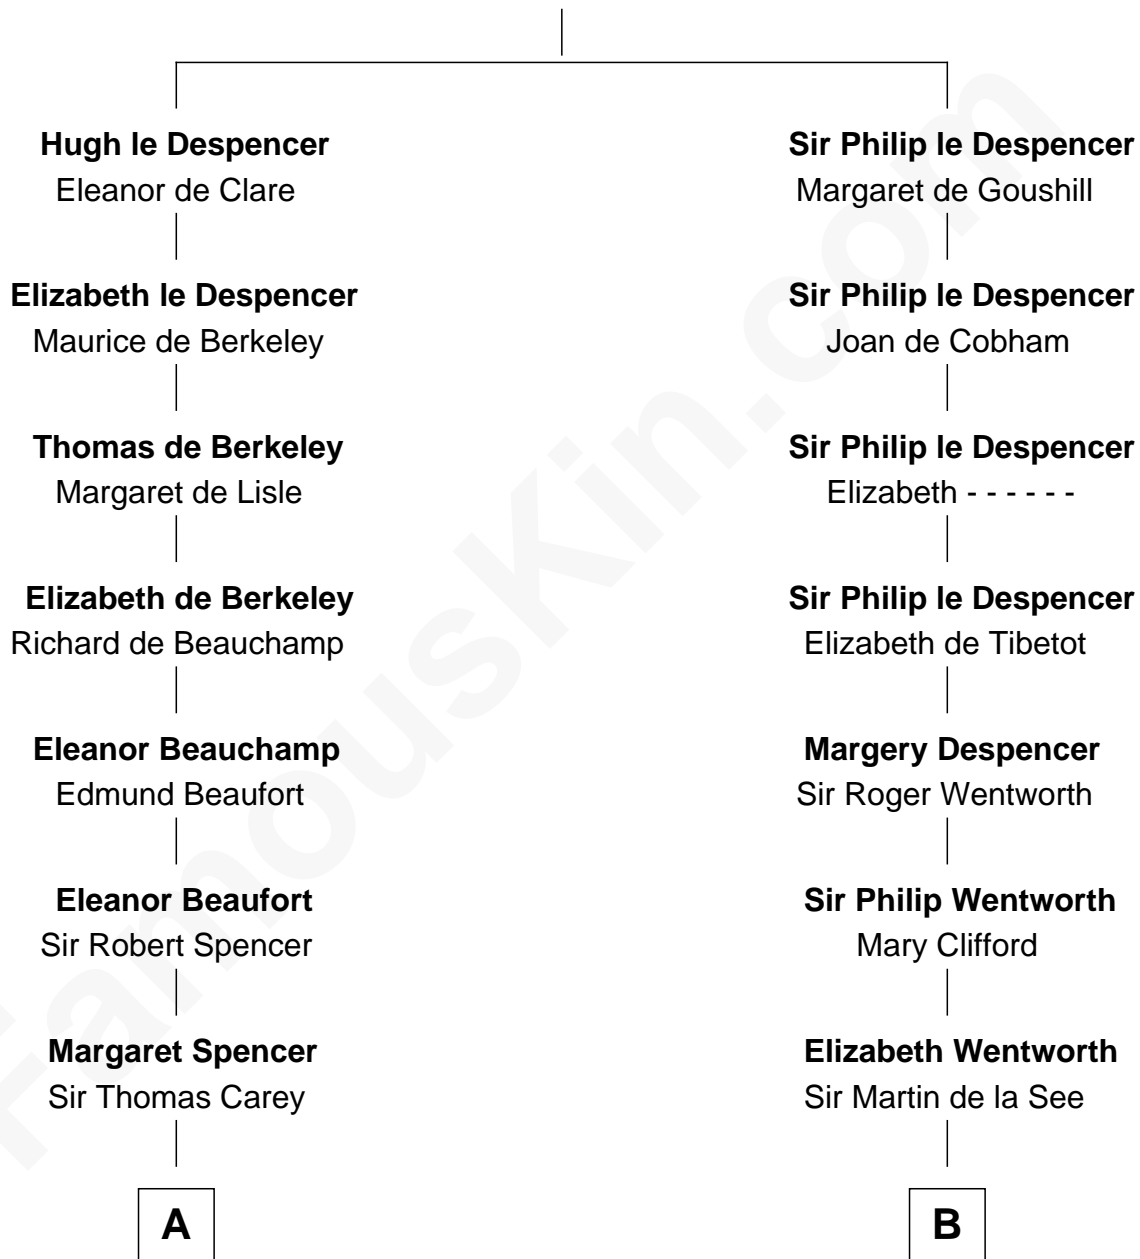 Hugh le Despencer
Eleanor de Clare
Elizabeth le Despencer
Maurice de Berkeley
Thomas de Berkeley
Margaret de Lisle
Elizabeth de Berkeley
Richard de Beauchamp
Eleanor Beauchamp
Edmund Beaufort
Eleanor Beaufort
Sir Robert Spencer
Margaret Spencer
Sir Thomas Carey
A
Sir Philip le Despencer
Margaret de Goushill
Sir Philip le Despencer
Joan de Cobham
Sir Philip le Despencer
Elizabeth - - - - - -
Sir Philip le Despencer
Elizabeth de Tibetot
Margery Despencer
Sir Roger Wentworth
Sir Philip Wentworth
Mary Clifford
Elizabeth Wentworth
Sir Martin de la See
B
FamousKin.com